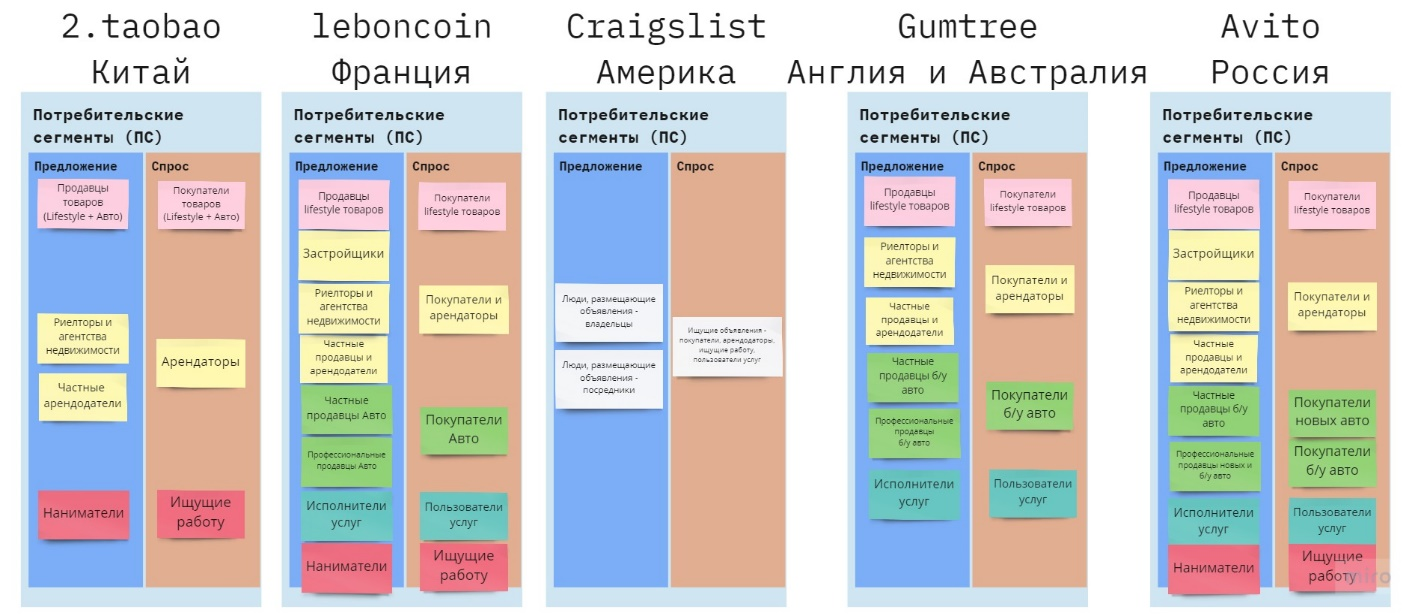 2.taobao
Китай
Потребительские
сегменты (ПС)
Предложение
Спрос
Продавцы
товаров
(Lifestyle + Авто)
Покупатели
товаров
(Lifestyle + Авто)
Риелторы и
агентства
недвижимости
Частные
арендодатели
Арендаторы
Наниматели
Ищущие
работу
leboncoin
Франция
Потребительские
сегменты (ПС)
Предложение
Спрос
Продавцы
lifestyle товаров
Покупатели
lifestyle товаров
Застройщики
Риелторы и
агентства
недвижимости
Покупатели и
арендаторы
Частные
продавцы и
арендодатели
Частные
продавцы Авто
Покупатели
Авто
Профессиональные
продавцы Авто
Исполнители
услуг
Пользователи
услуг
Наниматели
Ищущие
работу
Craigslist
Америка
Потребительские
сегменты (ПС)
Предложение
Спрос
Люди, размещающие
объявления -
владельцы
Люди, размещающие
объявления -
посредники
Ищущие объявления -
покупатели, арендодаторы,
ищущие работу,
пользователи услуг
Gumtree
Англия и Австралия
Потребительские
сегменты (ПС)
Предложение
Спрос
Продавцы
lifestyle товаров
Покупатели
lifestyle товаров
Риелторы и
агентства
недвижимости
Частные
продавцы и
арендодатели
Покупатели и
арендаторы
Частные
продавцы б/у
авто
Профессиональные
продавцы
б/у авто
Покупатели
б/у авто
Исполнители
услуг
Пользователи
услуг
Avito
Россия
Потребительские
сегменты (ПС)
Предложение
Спрос
Продавцы
lifestyle товаров
Покупатели
lifestyle товаров
Застройщики
Риелторы и
агентства
недвижимости
Покупатели и
арендаторы
Частные
продавцы и
арендодатели
Частные
продавцы б/у
авто
Покупатели
новых авто
Профессиональные
продавцы новых и
б/у авто
Покупатели
б/у авто
Исполнители
услуг
Пользователи
услуг
Наниматели
Ищущие
работу
miro